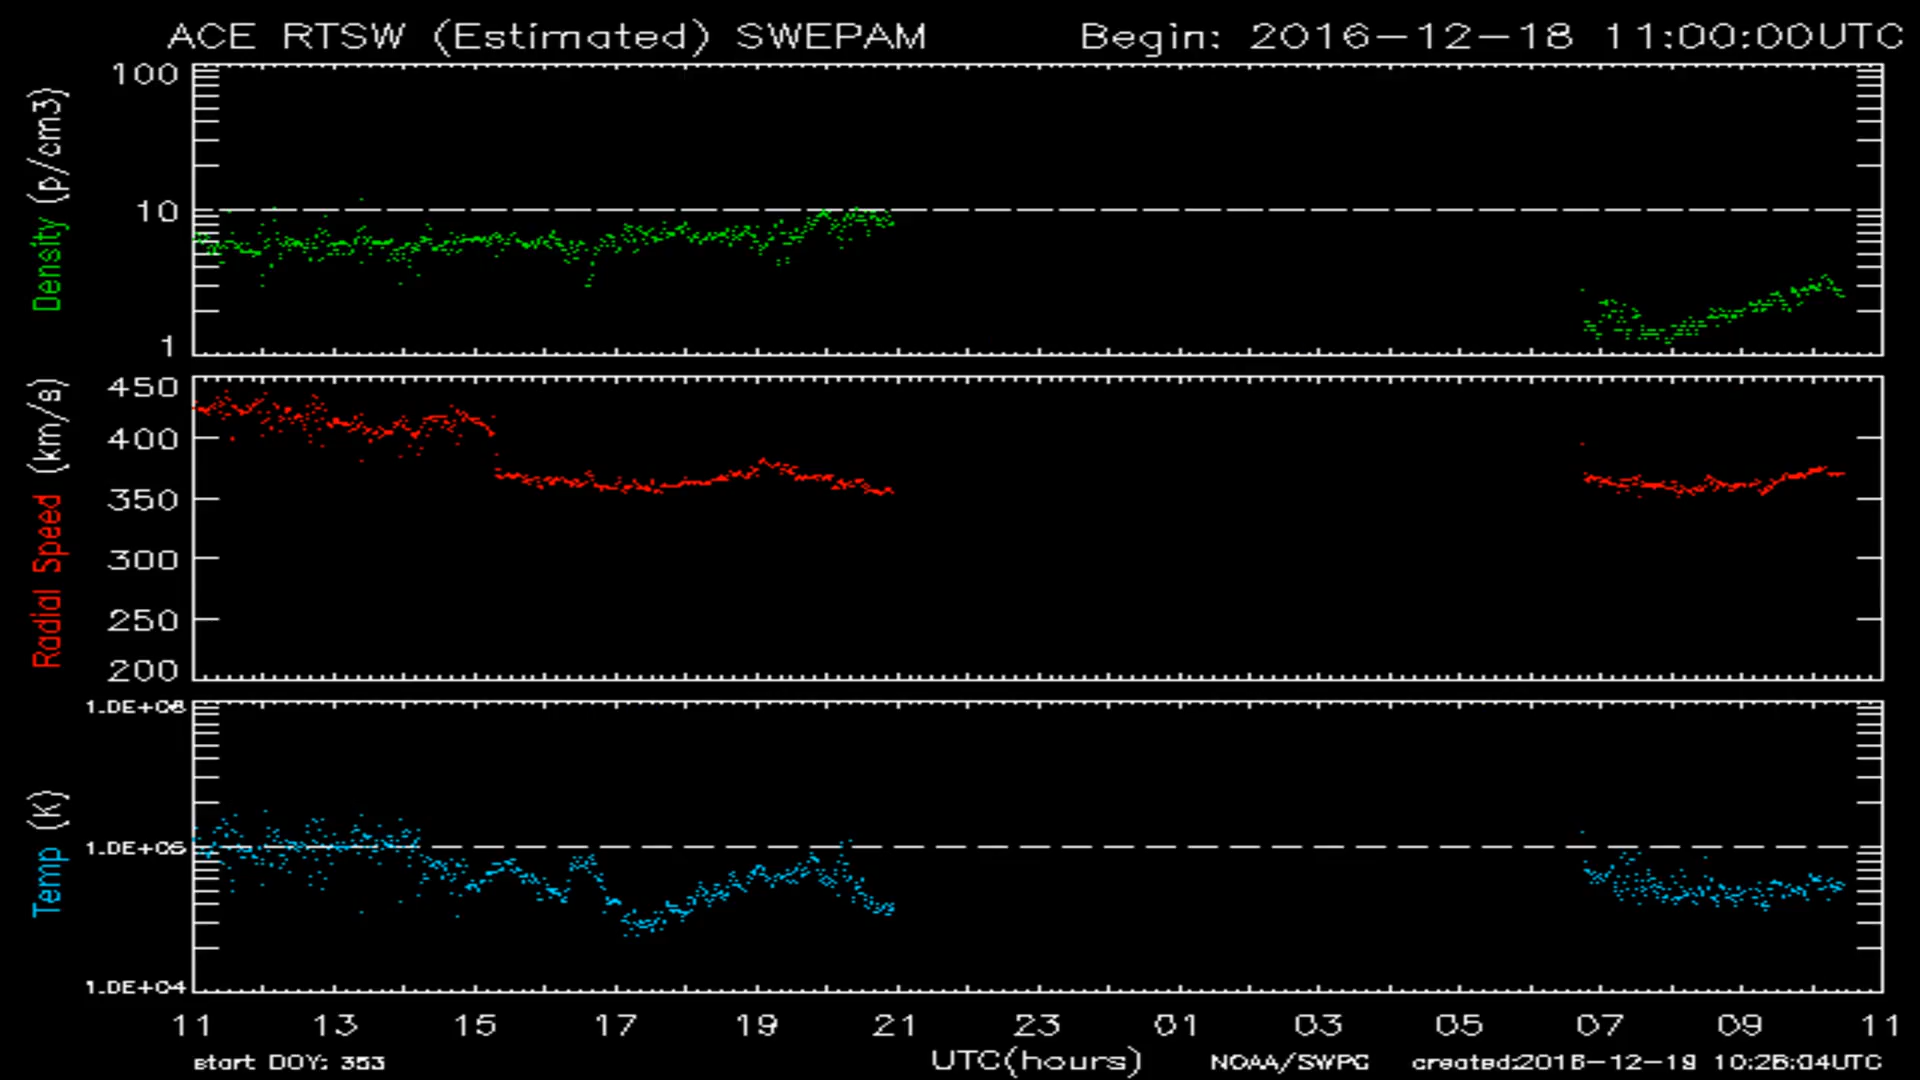 ACE RTSW (Estimated) SWEPAM Begin: 2016-12-18 11:00:00UTC
Density (p/cm3)
100
10
1
Radial Speed (km/s)
450
400
350
300
250
200
Temp (K)
1.0E+06
1.0E+05
1.0E+04
11 13 15 17 19 21 23 01 03 05 07 09 11
start DOY: 353 UTC(hours) NOAA/SWPC created:2016-12-19 10:26:04UTC